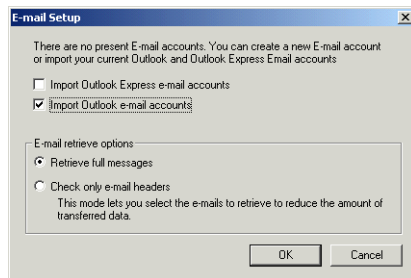 E-mail Setup
There are no present E-mail accounts. You can create a new E-mail account
or import your current Outlook and Outlook Express Email accounts
Import Outlook Express e-mail accounts
Import Outlook e-mail accounts
E-mail retrieve options
Retrieve full messages
Check only e-mail headers
This mode lets you select the e-mails to retrieve to reduce the amount of
transferred data.
OK Cancel